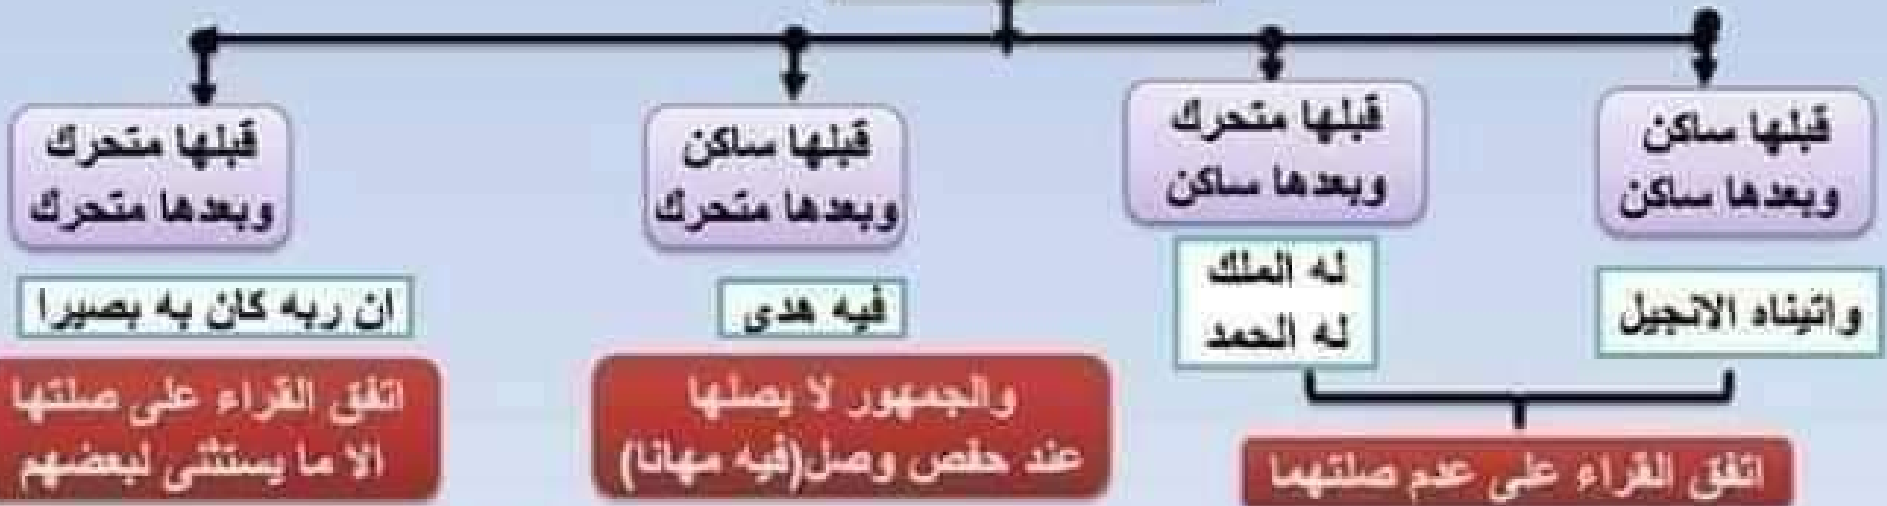 قبلها ساكن
وبعدها ساكن
قبلها متحرك
وبعدها ساكن
قبلها ساكن
وبعدها متحرك
قبلها متحرك
وبعدها متحرك
واتيناه الانجيل
له الملك
له الحمد
فيه هدى
ان ربه كان به بصيرا
اتفق القراء على عدم صلتهما
والجمهور لا يصلها
عند حفص وصل(فيه مهانا)
اتفق القراء على صلتها
الا ما يستثنى لبعضهم